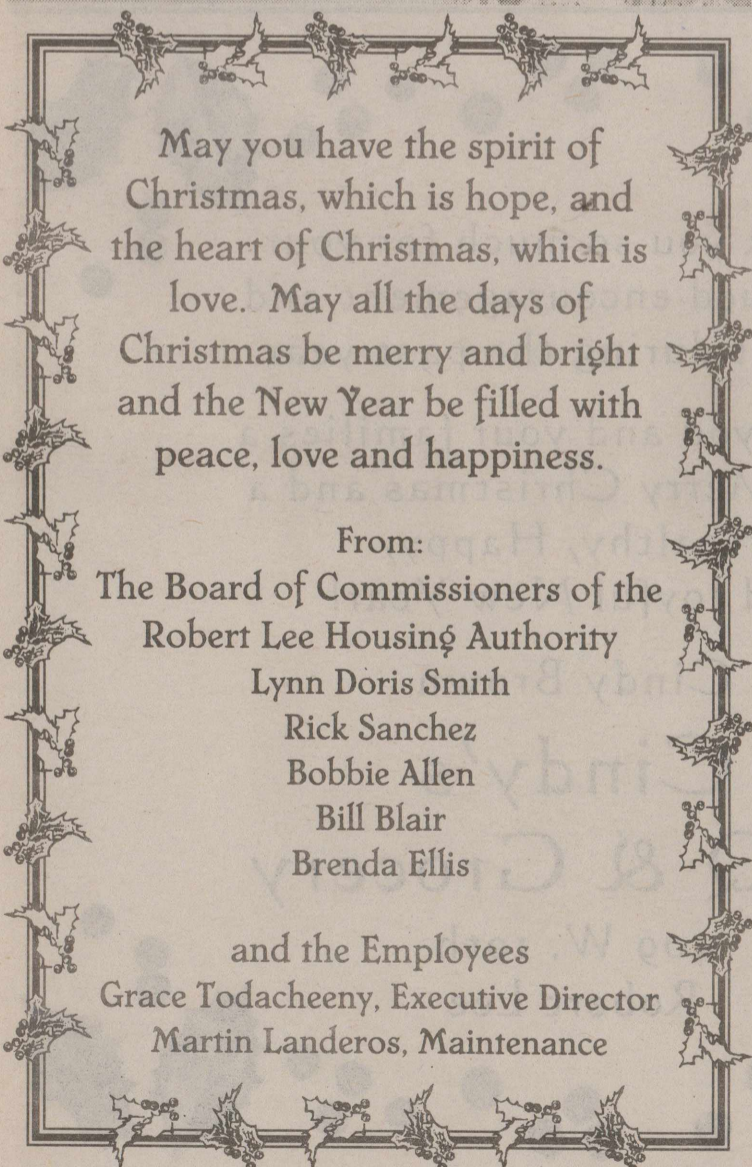 May you have the spirit of
Christmas, which is hope, and
the heart of Christmas, which is
love. May all the days of
Christmas be merry and bright
and the New Year be filled with
peace, love and happiness.
From:
The Board of Commissioners of the
Robert Lee Housing Authority
Lynn Doris Smith
Rick Sanchez
Bobbie Allen
Bill Blair
Brenda Ellis
and the Employees
Grace Todacheeny, Executive Director
Martin Landeros, Maintenance